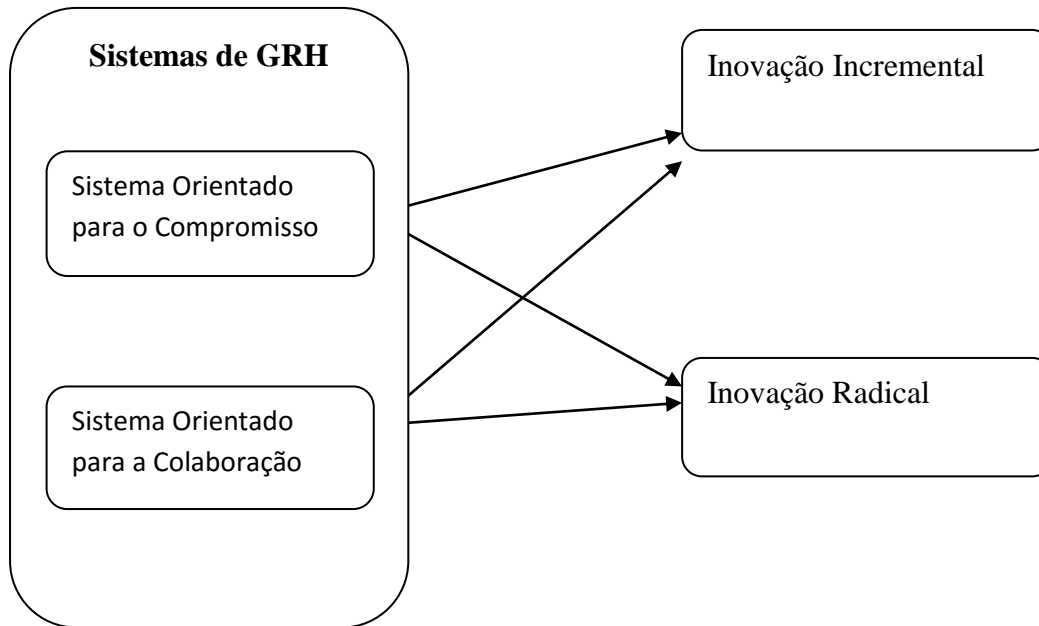 Sistemas de GRH
Sistema Orientado
para o Compromisso
Sistema Orientado
para a Colaboração
Inovação Incremental
Inovação Radical